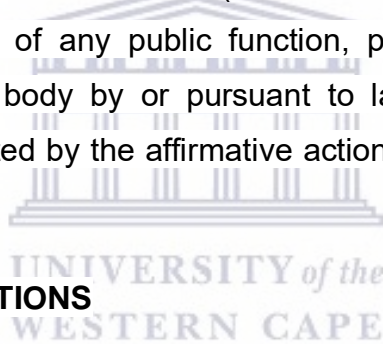 of any public function, p
body by or pursuant to la
ted by the affirmative action
UNIVERSITY of the
TIONS
WESTERN CAPE